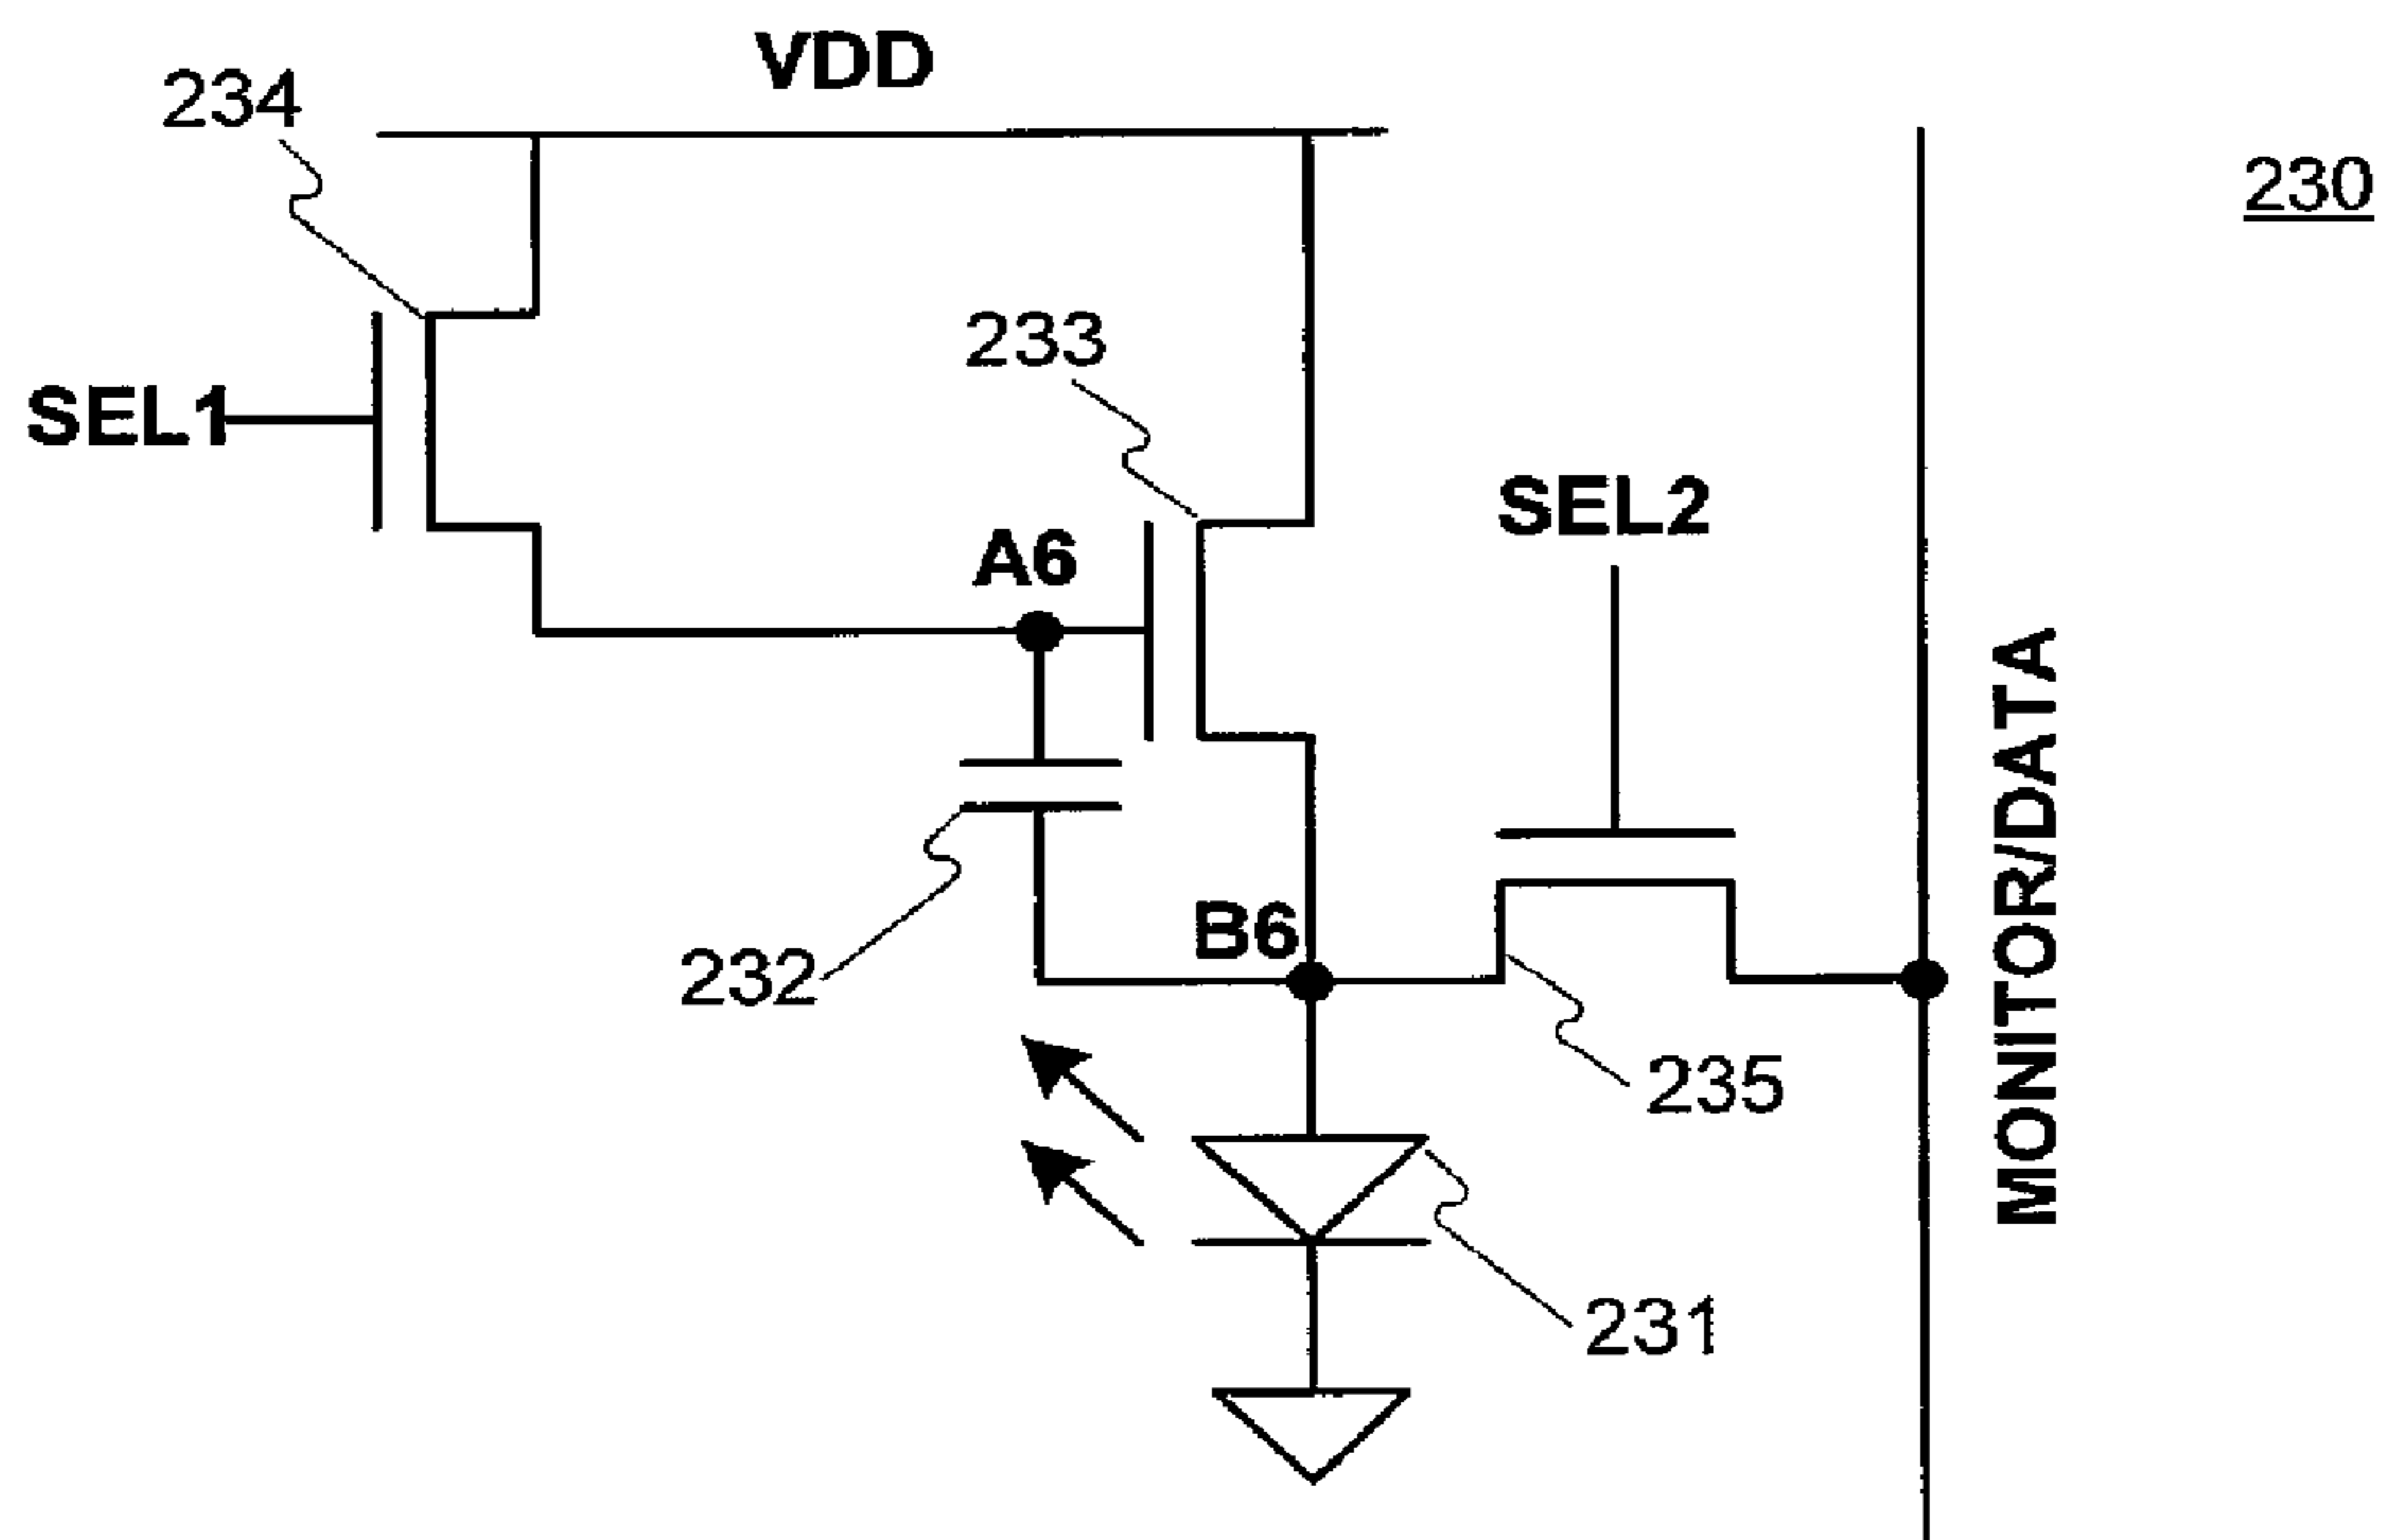 VDD
234
230
233
SEL1
SEL2
A6
MONITOR/DATA
B6
232
235
231